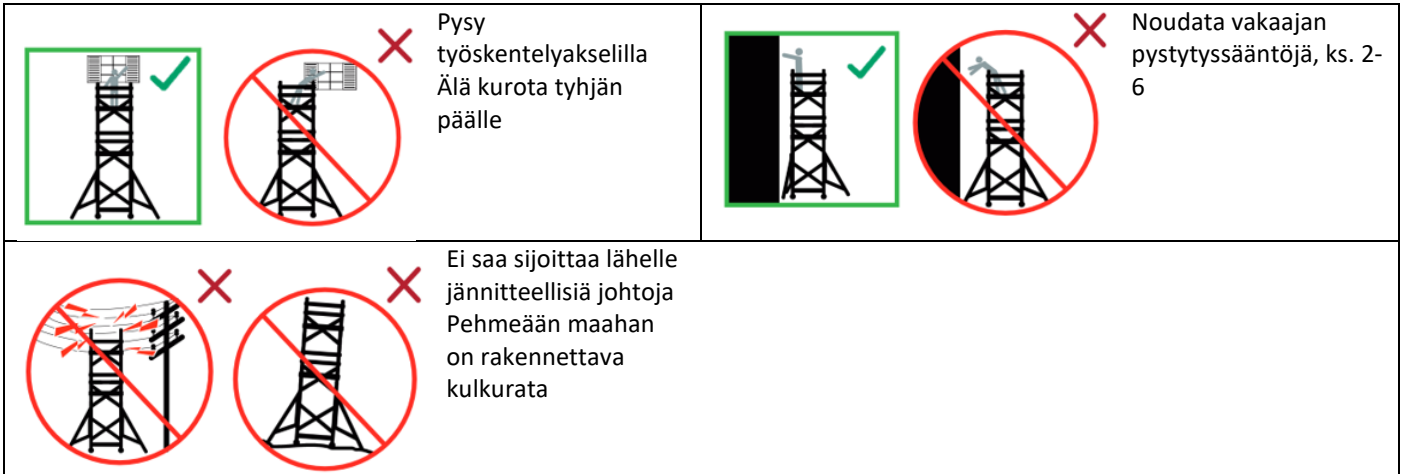 Pysy
työskentelyakselilla
Älä kurota tyhjän
päälle
Noudata vakaajan
pystytyssääntöjä, ks. 2-
6
Ei saa sijoittaa lähelle
jännitteellisiä johtoja
Pehmeään maahan
on rakennettava
kulkurata